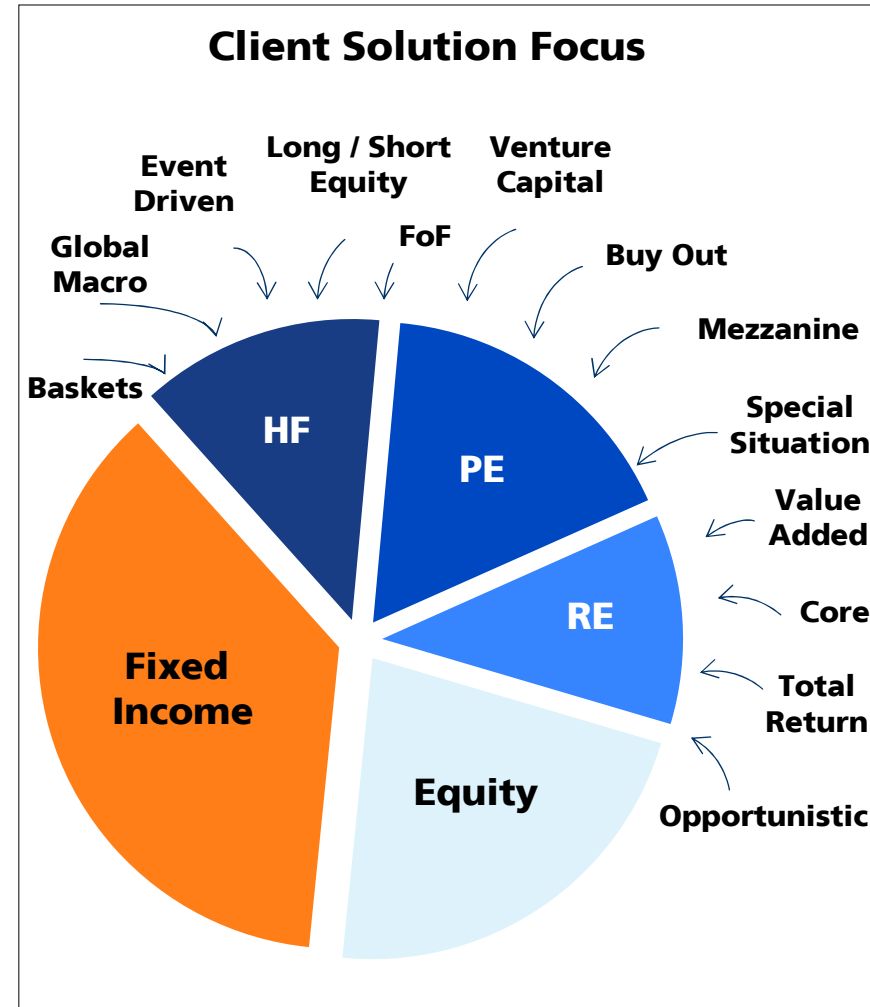 Client Solution Focus
Event
Driven
Long / Short
Equity
Venture
Capital
FoF
Global
Macro
Buy Out
Mezzanine
Baskets
HF
PE
Special
Situation
Value
Added
RE
Core
Fixed
Income
Total
Return
Equity
Opportunistic